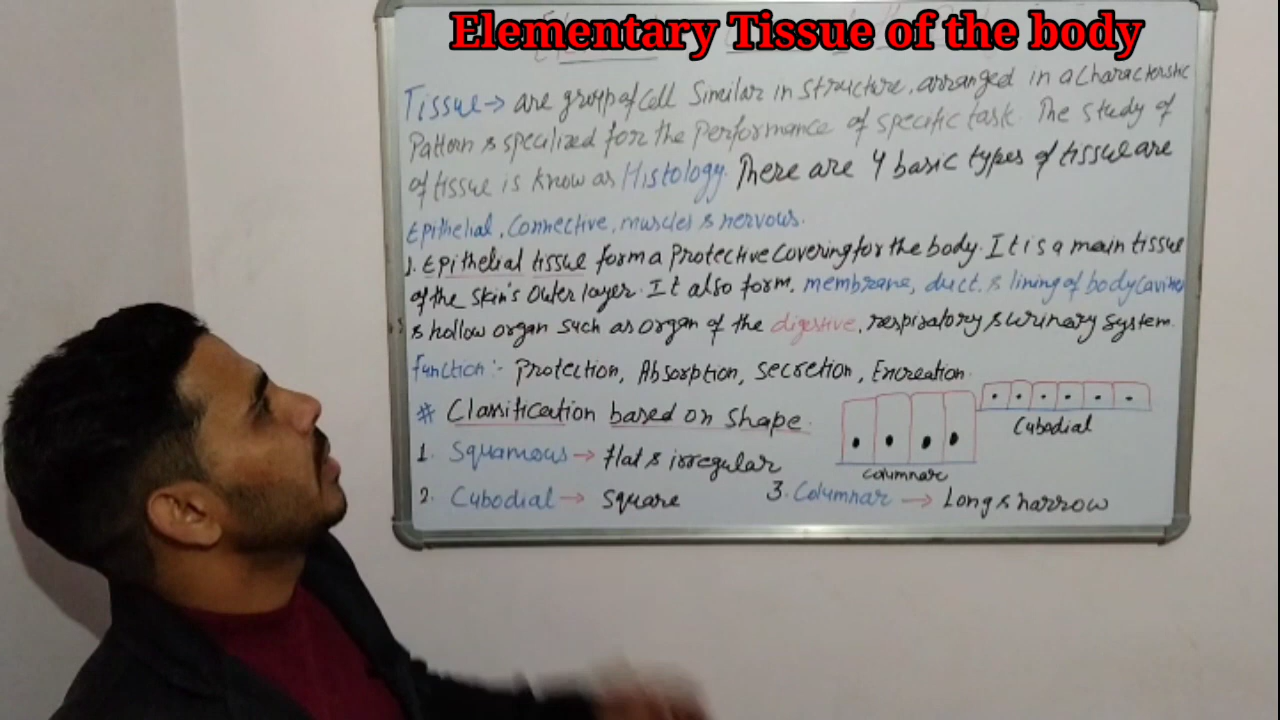 Elementary Tissue of the body
Tissue→ are group of cell Similar in structure, arranged in a Characteristic
Pattern & specilized for the Performance of specific task. The study of
of tissue is know as Histology. There are 4 basic types of tissue are
Epithelial, Connective, muscles & nervous.
1. Epithelial tissue form a Protective Covering for the body. It is a main tissue
of the skin's Outer layer. It also form, membrane, duct, & lining of body Cavines
& hollow organ such as organ of the digestive, respiratory & urinary system.
function:- Protection, Absorption, secretion, Encreation.
# Classification based on shape.
1. Squamous → flat & irregular
2. Cubodial → square
3. Columnar → Long & narrow
Columnar
Cubodial